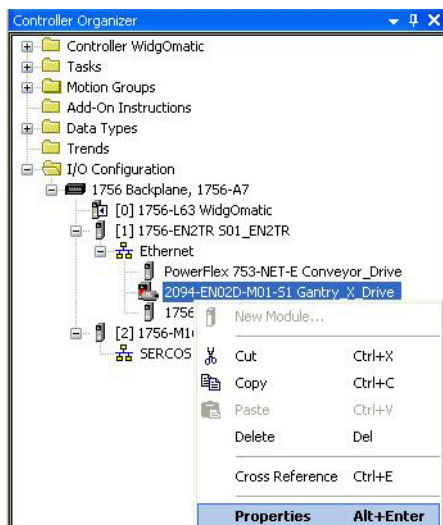 Controller Organizer
Controller WidgOmatic
Tasks
Motion Groups
Add-On Instructions
Data Types
Trends
I/O Configuration
1756 Backplane, 1756-A7
[0] 1756-L63 WidgOmatic
[1] 1756-EN2TR S01_EN2TR
Ethernet
PowerFlex 753-NET-E Conveyor_Drive
2094-EN02D-M01-S1 Gantry_X_Drive
1756
[2] 1756-M1
SERCOS
New Module...
Cut Ctrl+X
Copy Ctrl+C
Paste Ctrl+V
Delete Del
Cross Reference Ctrl+E
Properties Alt+Enter